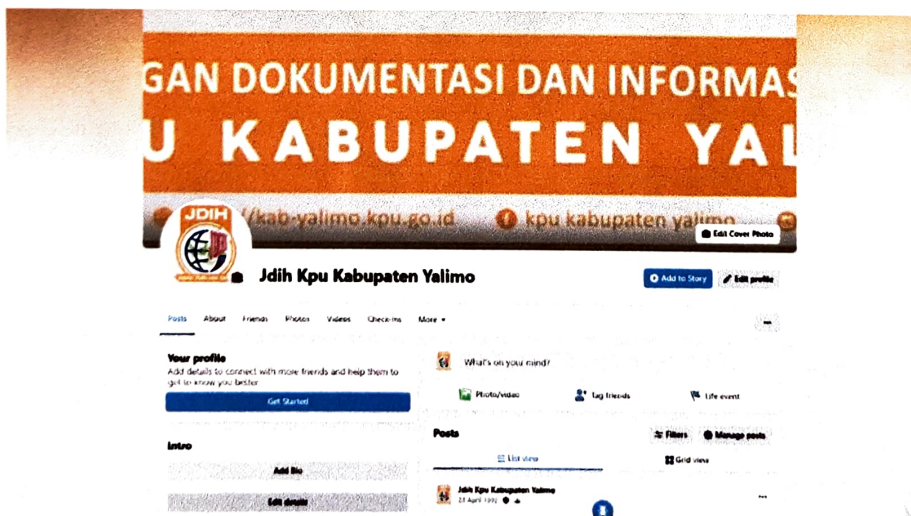 GAN DOKUMENTASI DAN INFORMAS
U KABUPATEN YAL
//kab-yalimo.kpu.go.id kpu kabupaten yalimo
Edit Cover Photo
JDIH
Jdih Kpu Kabupaten Yalimo
Add to Story Edit profile
Posts About Friends Photos Videos Check-ins More
Your profile
Add details to connect with more friends and help them to
get to know you better
Get Started
What's on your mind?
Photo/video Tag friends Life event
Intro
Add Bio
Edit details
Posts Filters Manage posts
List view Grid view
Jdih Kpu Kabupaten Yalimo
23 April 1992